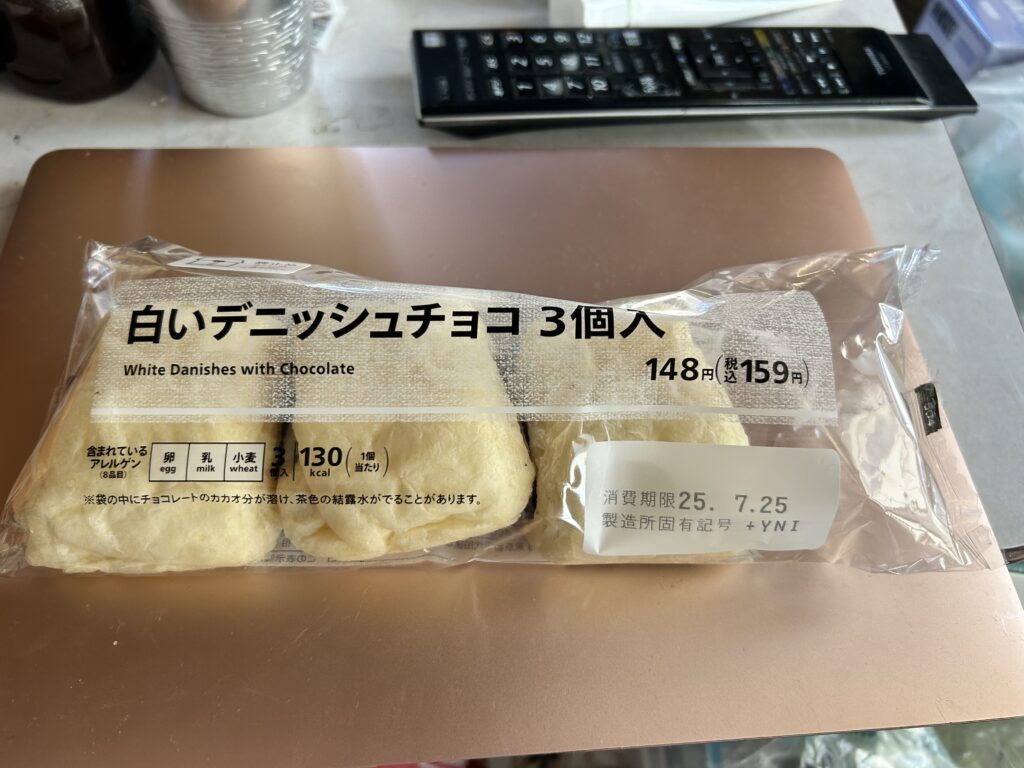 白いデニッシュチョコ 3個入
White Danishes with Chocolate
148円(税込159円)
含まれている
アレルゲン
(8品目)
卵 乳 小麦
egg milk wheat
3個入 130kcal (1個当たり)
※袋の中にチョコレートのカカオ分が溶け、茶色の結露水がでることがあります。
消費期限 25. 7.25
製造所固有記号 +YNI